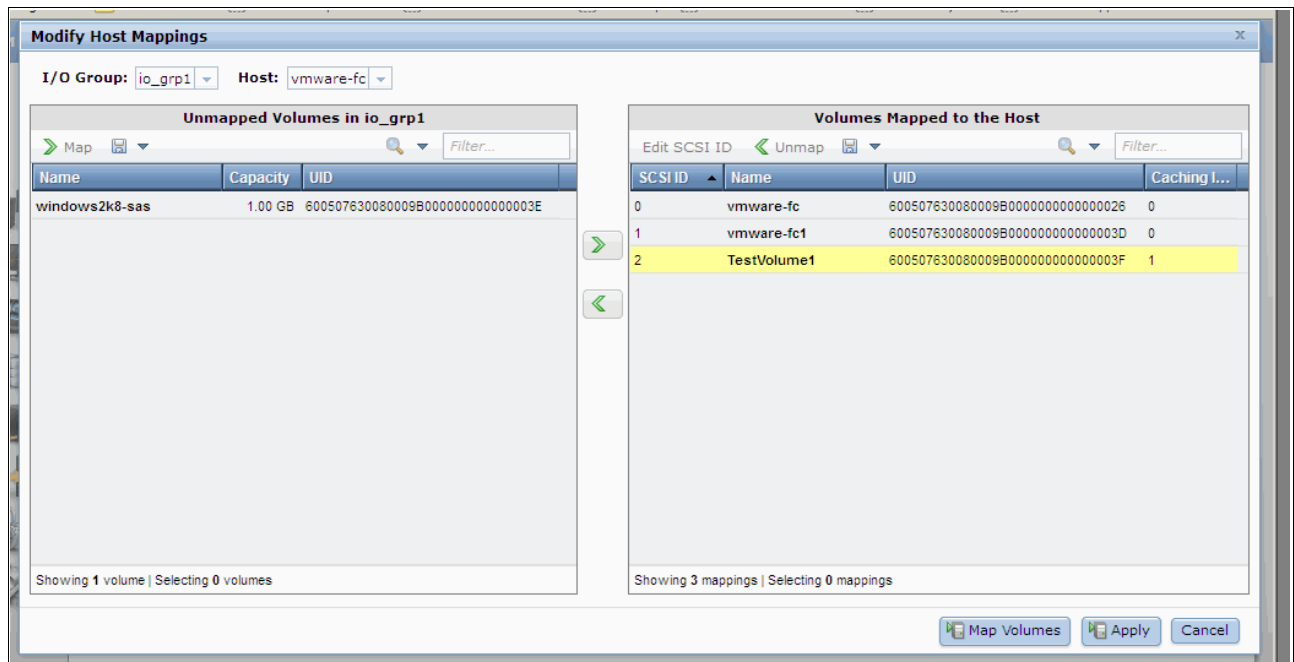 Modify Host Mappings x
I/O Group: io_grp1 Host: vmware-fc
Unmapped Volumes in io_grp1
Map Filter...
Name Capacity UID
windows2k8-sas 1.00 GB 600507630080009B000000000000003E
Showing 1 volume | Selecting 0 volumes
Volumes Mapped to the Host
Edit SCSI ID Unmap Filter...
SCSI ID Name UID Caching I...
0 vmware-fc 600507630080009B0000000000000026 0
1 vmware-fc1 600507630080009B000000000000003D 0
2 TestVolume1 600507630080009B000000000000003F 1
Showing 3 mappings | Selecting 0 mappings
Map Volumes Apply Cancel